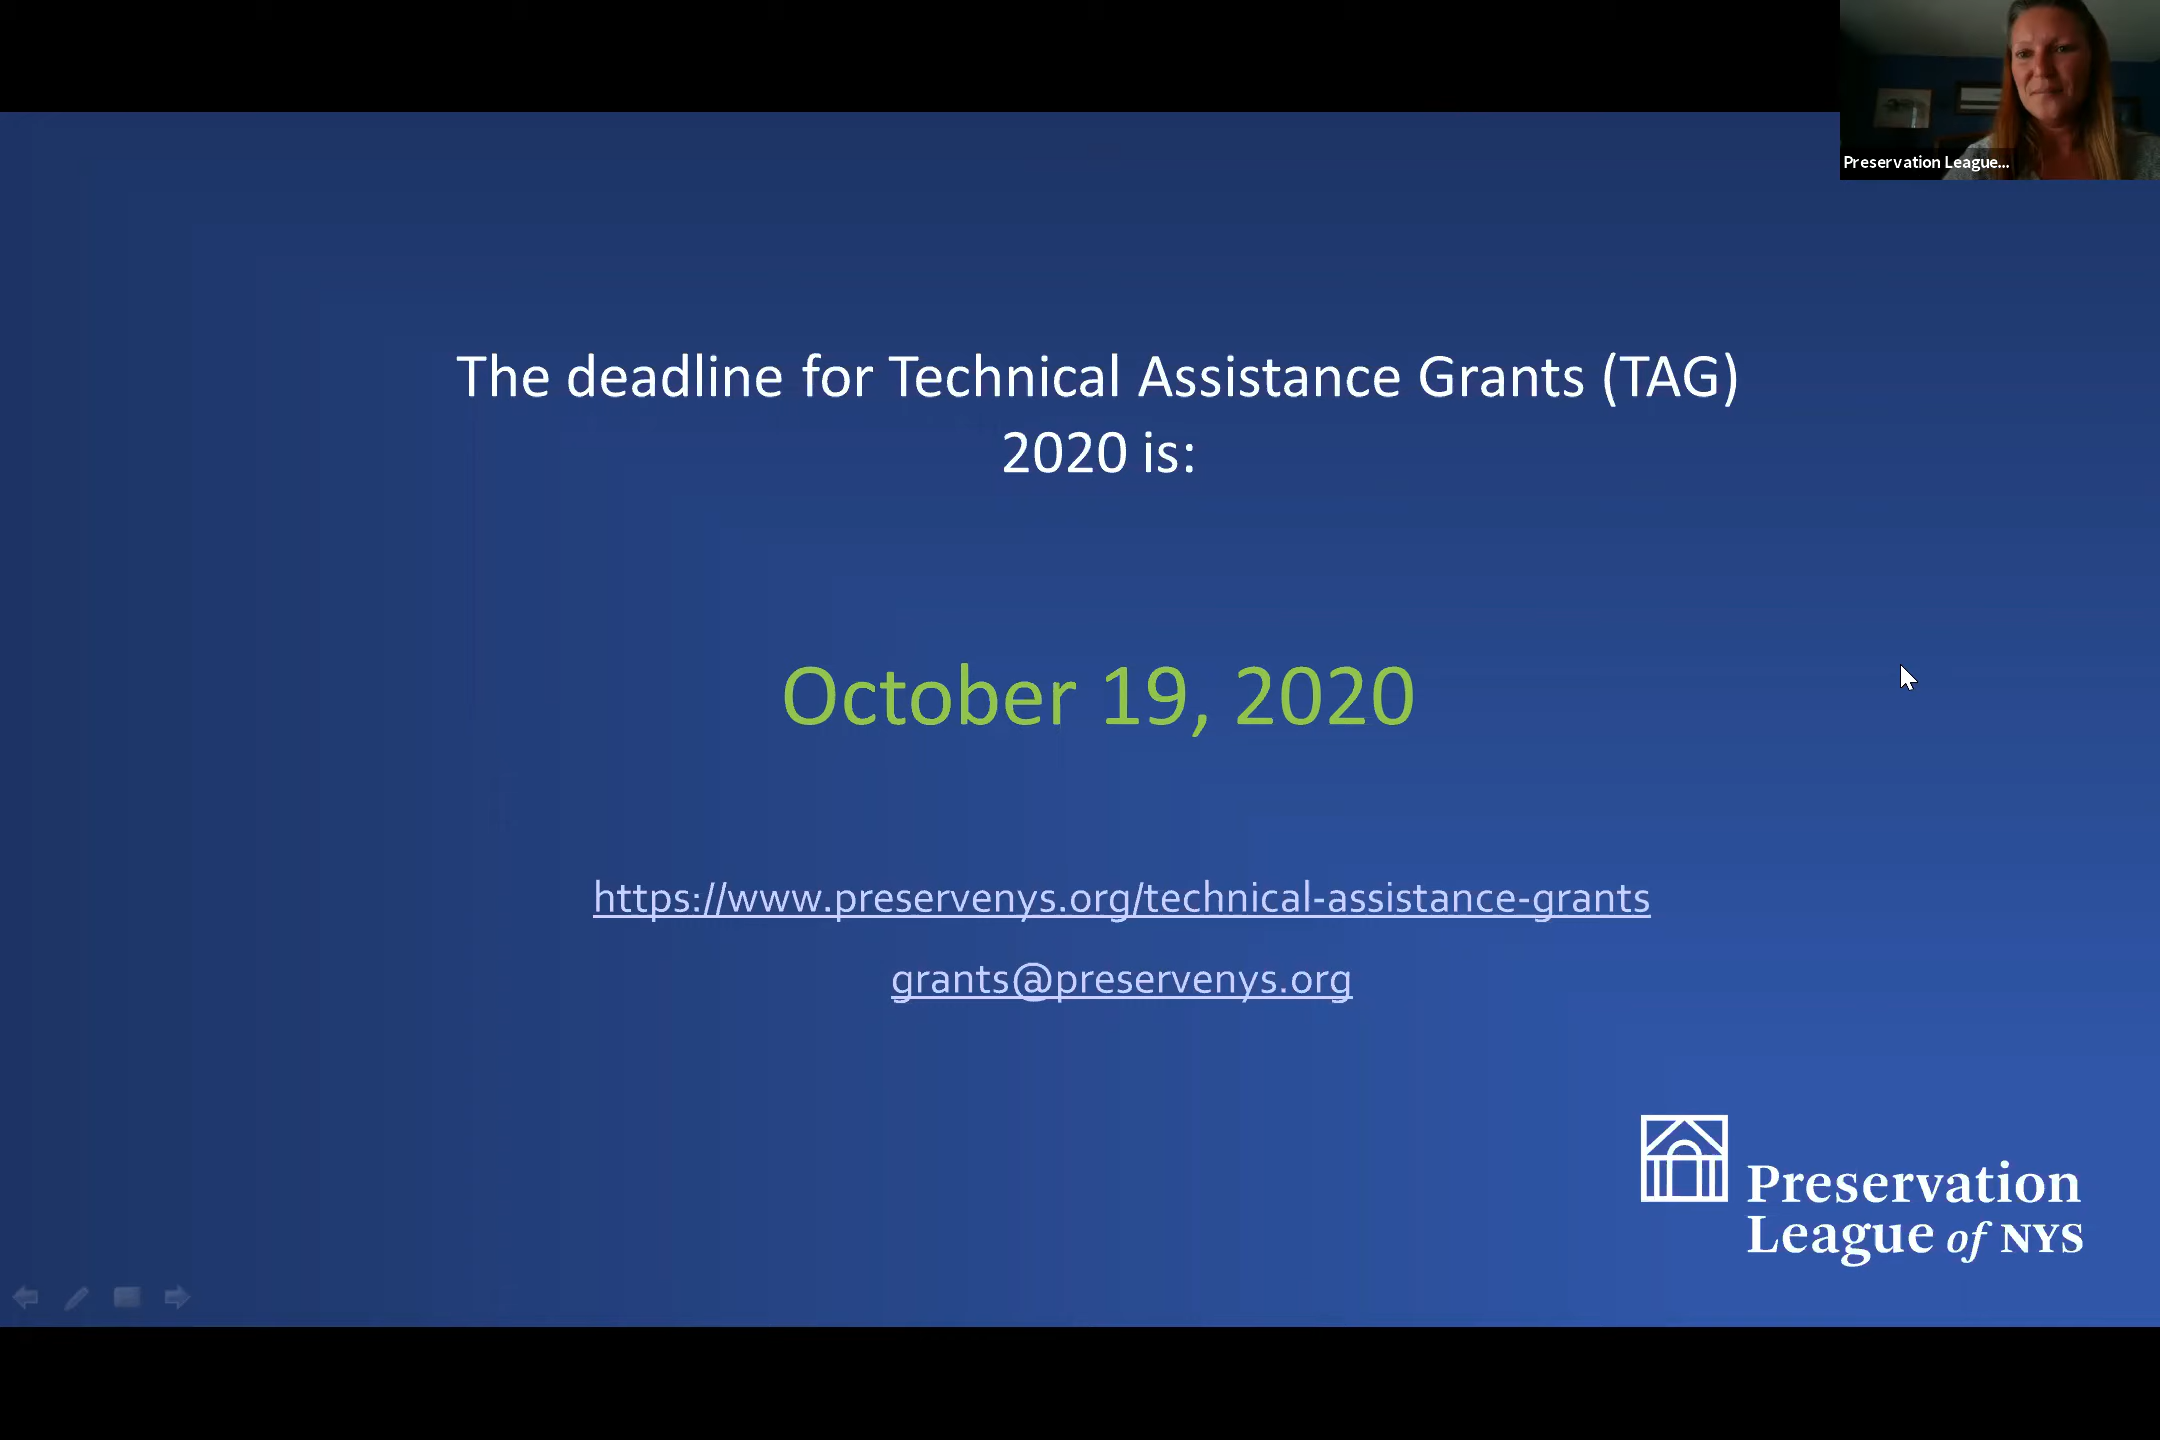 Preservation League...
The deadline for Technical Assistance Grants (TAG)
2020 is:
October 19, 2020
https://www.preservenys.org/technical-assistance-grants
grants@preservenys.org
Preservation
League of NYS